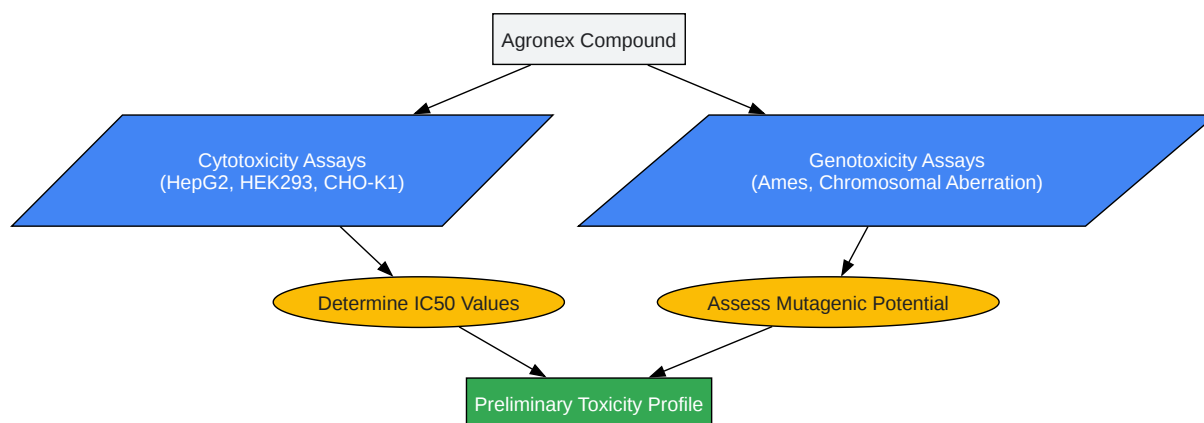 Agronex Compound
Cytotoxicity Assays
(HepG2, HEK293, CHO-K1)
Genotoxicity Assays
(Ames, Chromosomal Aberration)
Determine IC50 Values
Assess Mutagenic Potential
Preliminary Toxicity Profile